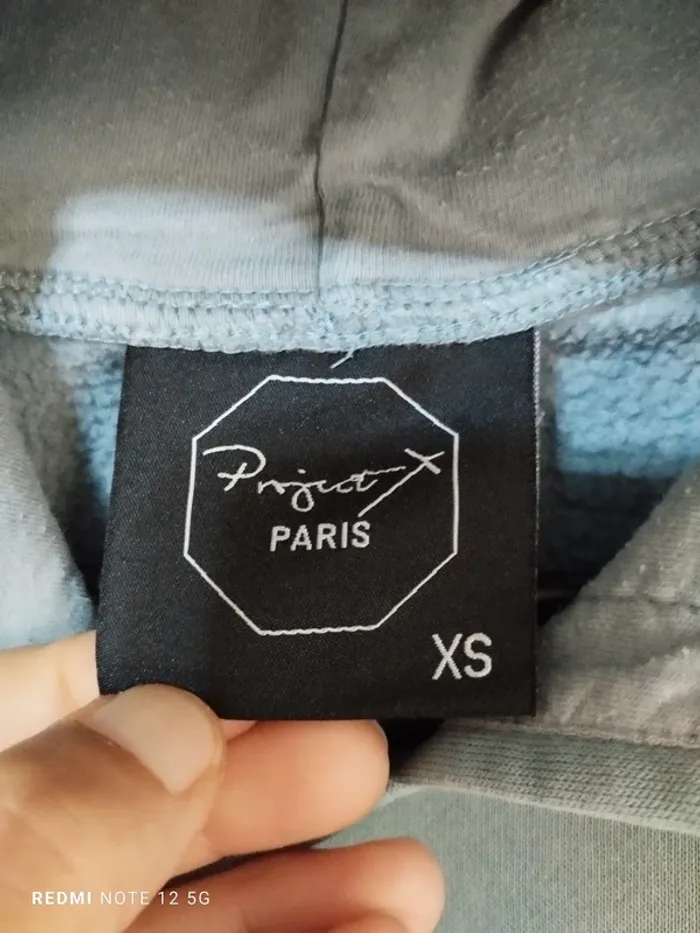 Project X
PARIS
XS
REDMI NOTE 12 5G